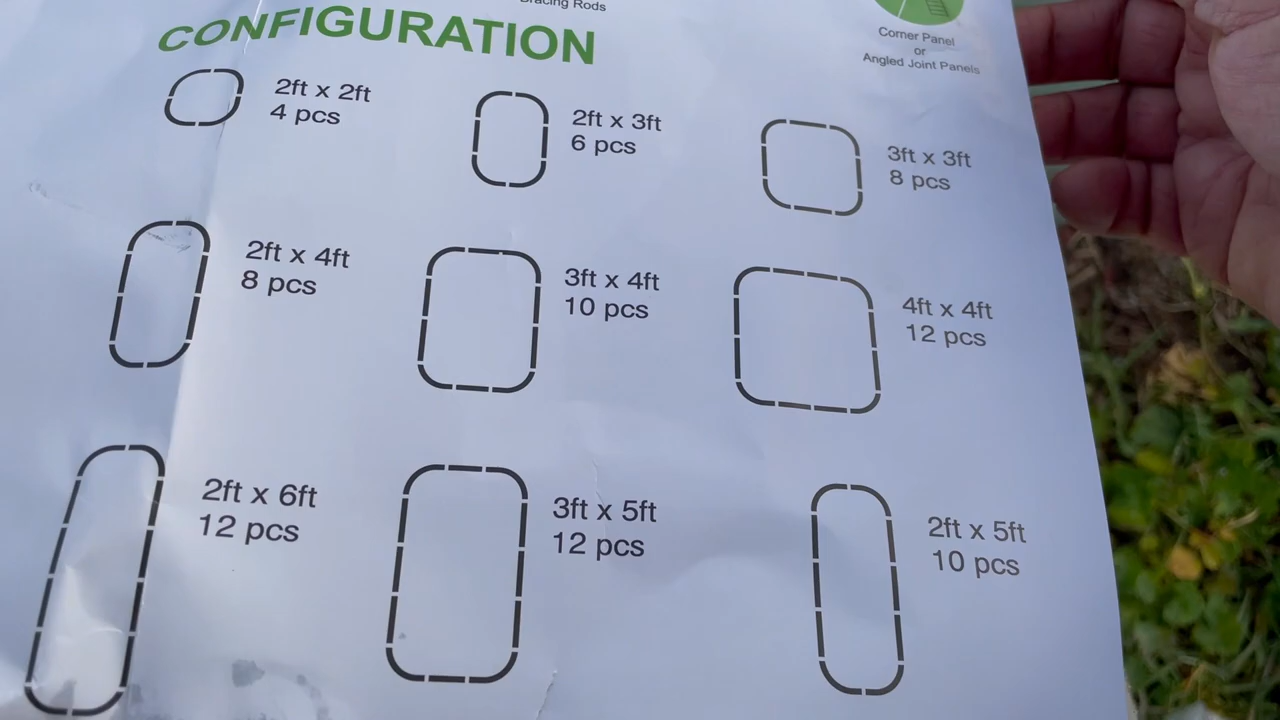 Bracing Rods
Corner Panel
or
Angled Joint Panels
CONFIGURATION
2ft x 2ft
4 pcs
2ft x 3ft
6 pcs
3ft x 3ft
8 pcs
2ft x 4ft
8 pcs
3ft x 4ft
10 pcs
4ft x 4ft
12 pcs
2ft x 6ft
12 pcs
3ft x 5ft
12 pcs
2ft x 5ft
10 pcs